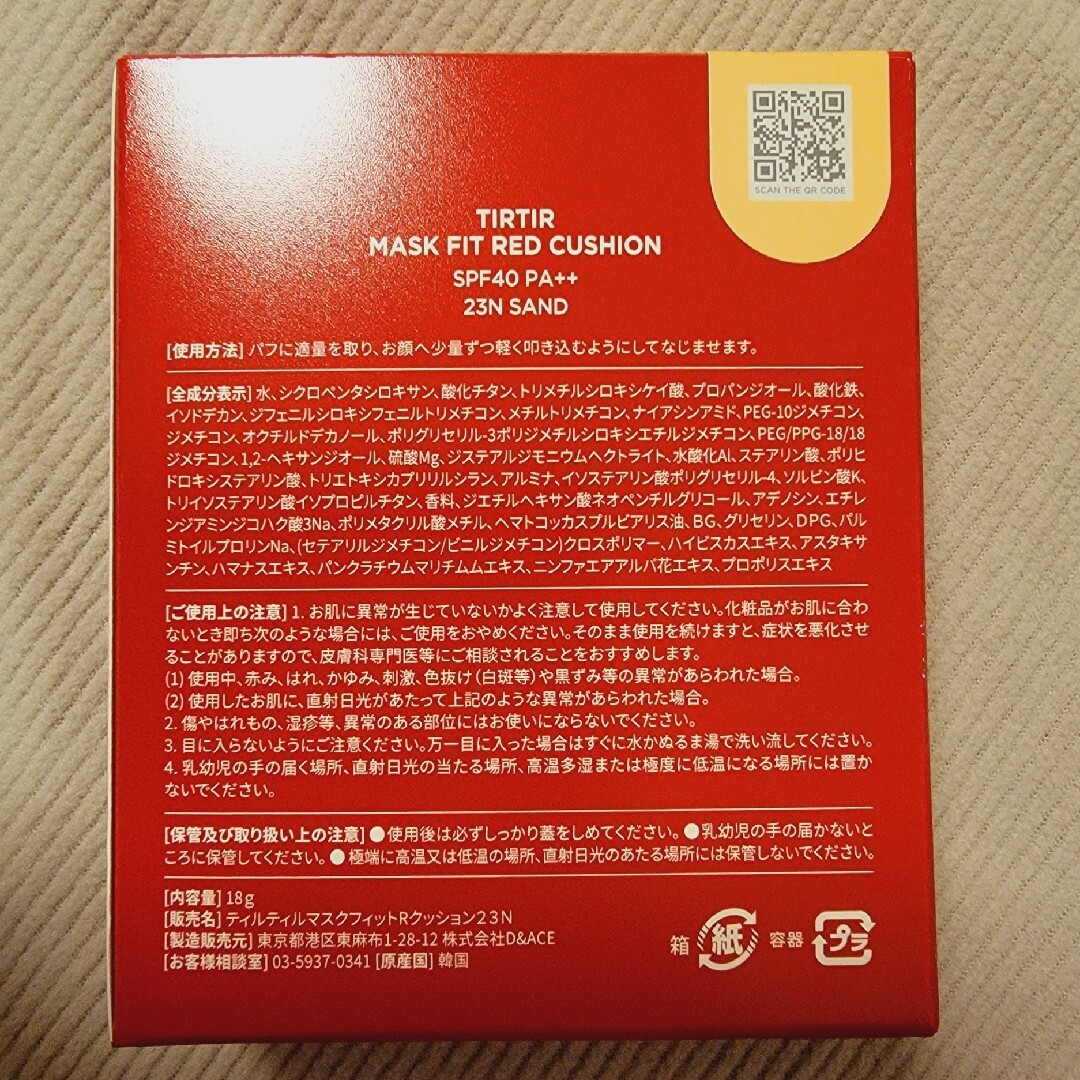 SCAN THE QR CODE
TIRTIR
MASK FIT RED CUSHION
SPF40 PA++
23N SAND
[使用方法] パフに適量を取り、お顔へ少量ずつ軽く叩き込むようにしてなじませます。
[全成分表示] 水、シクロペンタシロキサン、酸化チタン、トリメチルシロキシケイ酸、プロパンジオール、酸化鉄、
イソドデカン、ジフェニルシロキシフェニルトリメチコン、メチルトリメチコン、ナイアシンアミド、PEG-10ジメチコン、
ジメチコン、オクチルドデカノール、ポリグリセリル-3ポリジメチルシロキシエチルジメチコン、PEG/PPG-18/18
ジメチコン、1,2-ヘキサンジオール、硫酸Mg、ジステアルジモニウムヘクトライト、水酸化Al、ステアリン酸、ポリヒ
ドロキシステアリン酸、トリエトキシカプリリルシラン、アルミナ、イソステアリン酸ポリグリセリル-4、ソルビン酸K、
トリイソステアリン酸イソプロピルチタン、香料、ジエチルヘキサン酸ネオペンチルグリコール、アデノシン、エチレ
ンジアミンジコハク酸3Na、ポリメタクリル酸メチル、ヘマトコッカスプルビアリス油、BG、グリセリン、DPG、パル
ミトイルプロリンNa、(セテアリルジメチコン/ビニルジメチコン)クロスポリマー、ハイビスカスエキス、アスタキサ
ンチン、ハマナスエキス、パンクラチウムマリチムムエキス、ニンファエアアルバ花エキス、プロポリスエキス
[ご使用上の注意] 1. お肌に異常が生じていないかよく注意して使用してください。化粧品がお肌に合わ
ないとき即ち次のような場合には、ご使用をおやめください。そのまま使用を続けますと、症状を悪化させ
ることがありますので、皮膚科専門医等にご相談されることをおすすめします。
(1) 使用中、赤み、はれ、かゆみ、刺激、色抜け(白斑等)や黒ずみ等の異常があらわれた場合。
(2) 使用したお肌に、直射日光があたって上記のような異常があらわれた場合。
2. 傷やはれもの、湿疹等、異常のある部位にはお使いにならないでください。
3. 目に入らないようにご注意ください。万一目に入った場合はすぐに水かぬるま湯で洗い流してください。
4. 乳幼児の手の届く場所、直射日光の当たる場所、高温多湿または極度に低温になる場所には置か
ないでください。
[保管及び取り扱い上の注意] ●使用後は必ずしっかり蓋をしめてください。●乳幼児の手の届かないと
ころに保管してください。●極端に高温又は低温の場所、直射日光のあたる場所には保管しないでください。
[内容量] 18g
[販売名] ティルティルマスクフィットRクッション23N
[製造販売元] 東京都港区東麻布1-28-12 株式会社D&ACE
[お客様相談室] 03-5937-0341 [原産国] 韓国
箱 紙 容器 プラ